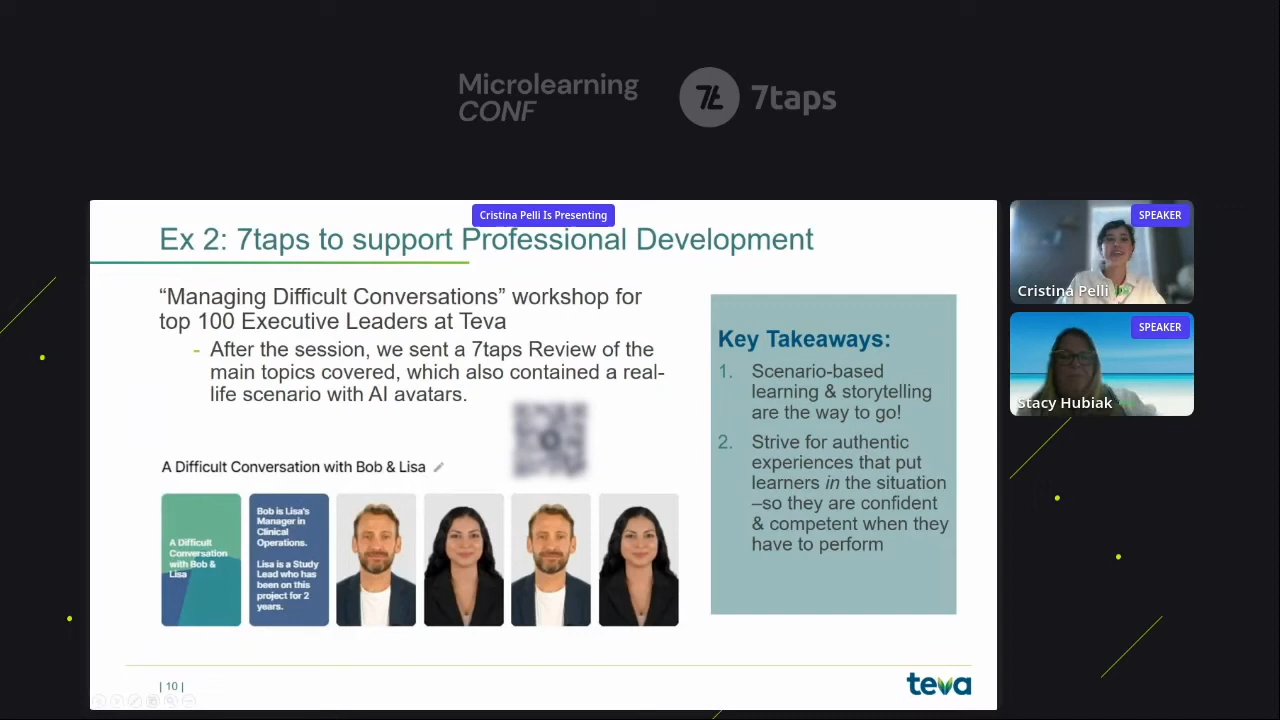 Microlearning
CONF
7taps
Cristina Pelli Is Presenting
Ex 2: 7taps to support Professional Development
“Managing Difficult Conversations” workshop for
top 100 Executive Leaders at Teva
- After the session, we sent a 7taps Review of the
main topics covered, which also contained a real-
life scenario with AI avatars.
A Difficult Conversation with Bob & Lisa
A Difficult
Conversation
with Bob &
Lisa
Bob is Lisa's
Manager in
Clinical
Operations.
Lisa is a Study
Lead who has
been on this
project for 2
years.
Key Takeaways:
1. Scenario-based
learning & storytelling
are the way to go!
2. Strive for authentic
experiences that put
learners in the situation
–so they are confident
& competent when they
have to perform
| 10 |
teva
SPEAKER
Cristina Pelli
SPEAKER
Stacy Hubiak